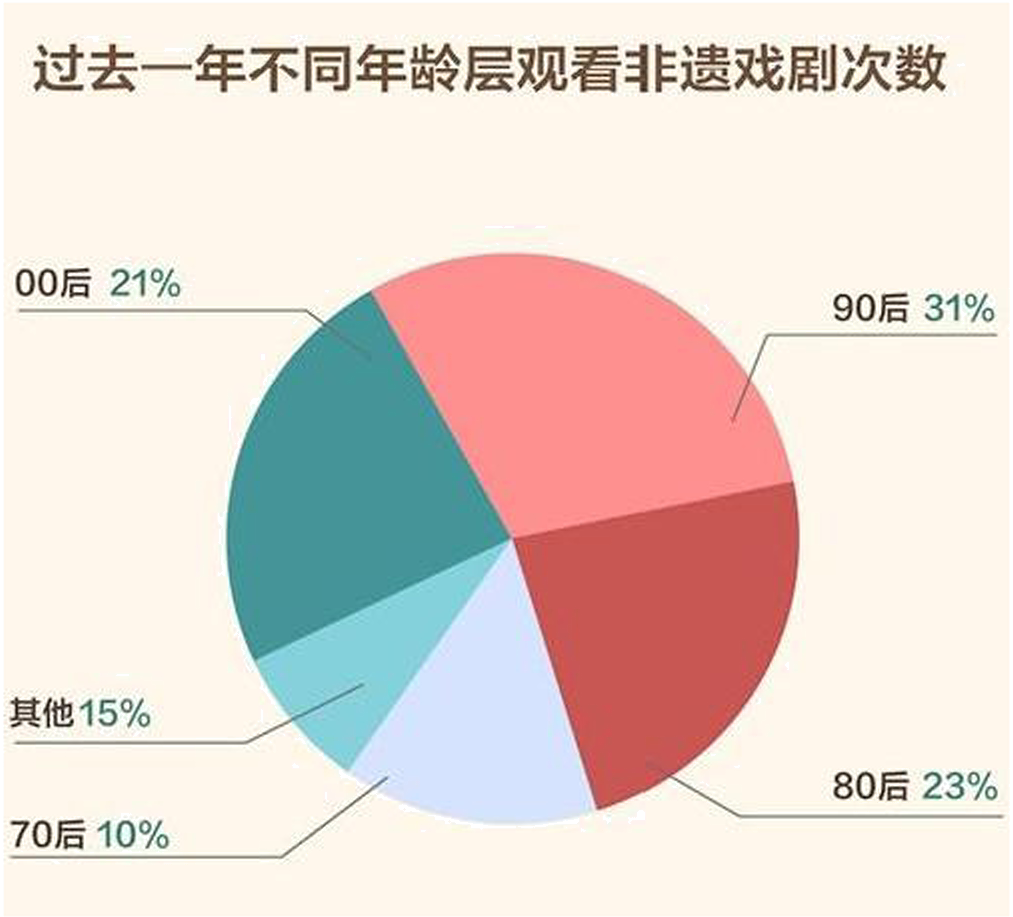 过去一年不同年龄层观看非遗戏剧次数
00后 21%
90后 31%
其他 15%
80后 23%
70后 10%